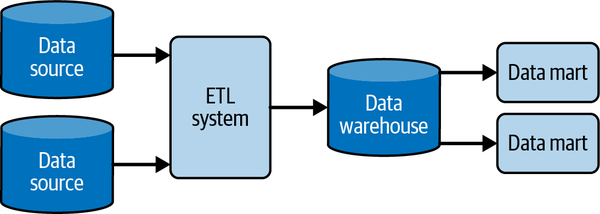 Data
source
Data
source
ETL
system
Data
warehouse
Data mart
Data mart